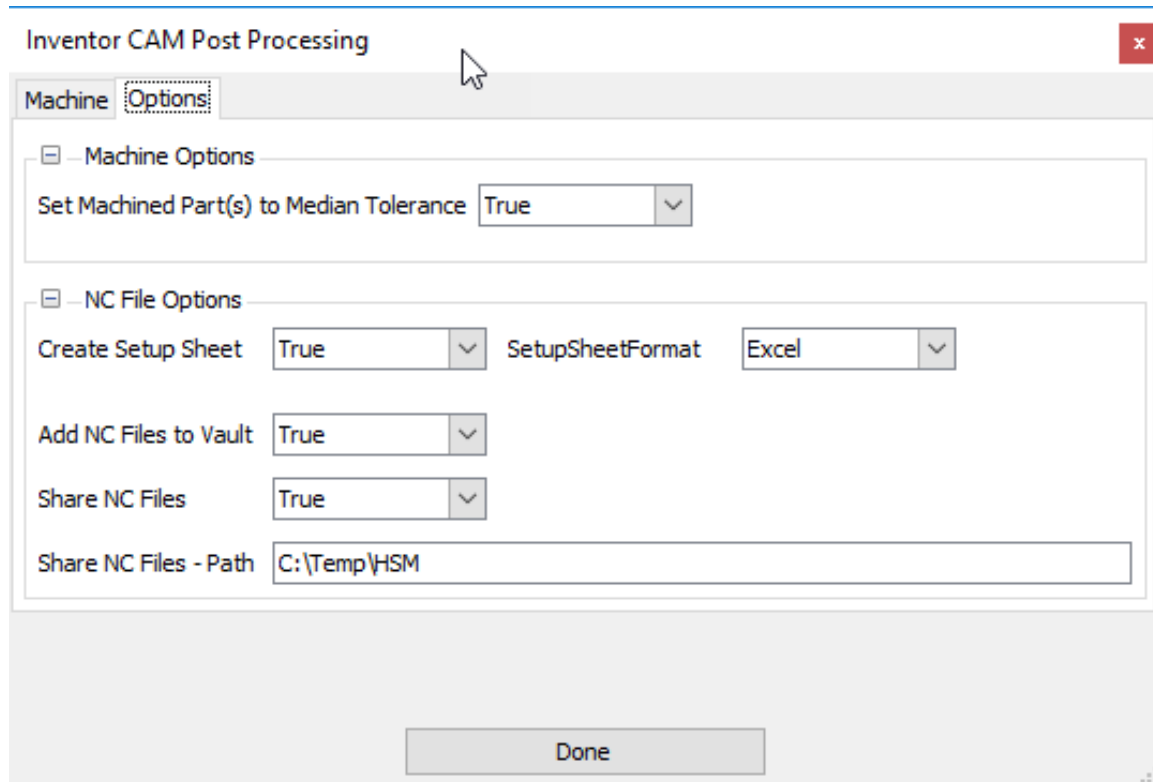 Inventor CAM Post Processing
x
Machine Options
Machine Options
Set Machined Part(s) to Median Tolerance True
NC File Options
Create Setup Sheet True SetupSheetFormat Excel
Add NC Files to Vault True
Share NC Files True
Share NC Files - Path C:\Temp\HSM
Done